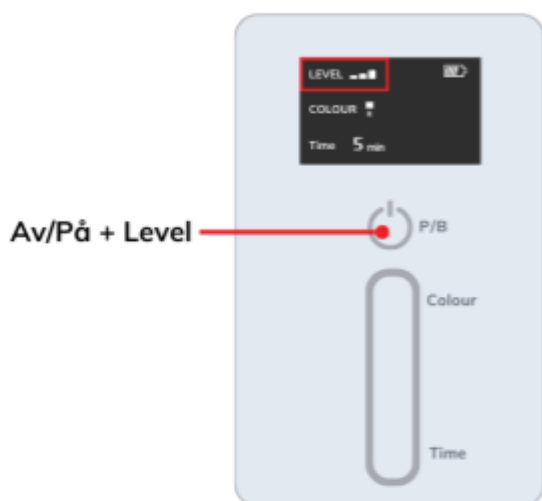 LEVEL
COLOUR
Time 5 min
Av/På + Level
P/B
Colour
Time